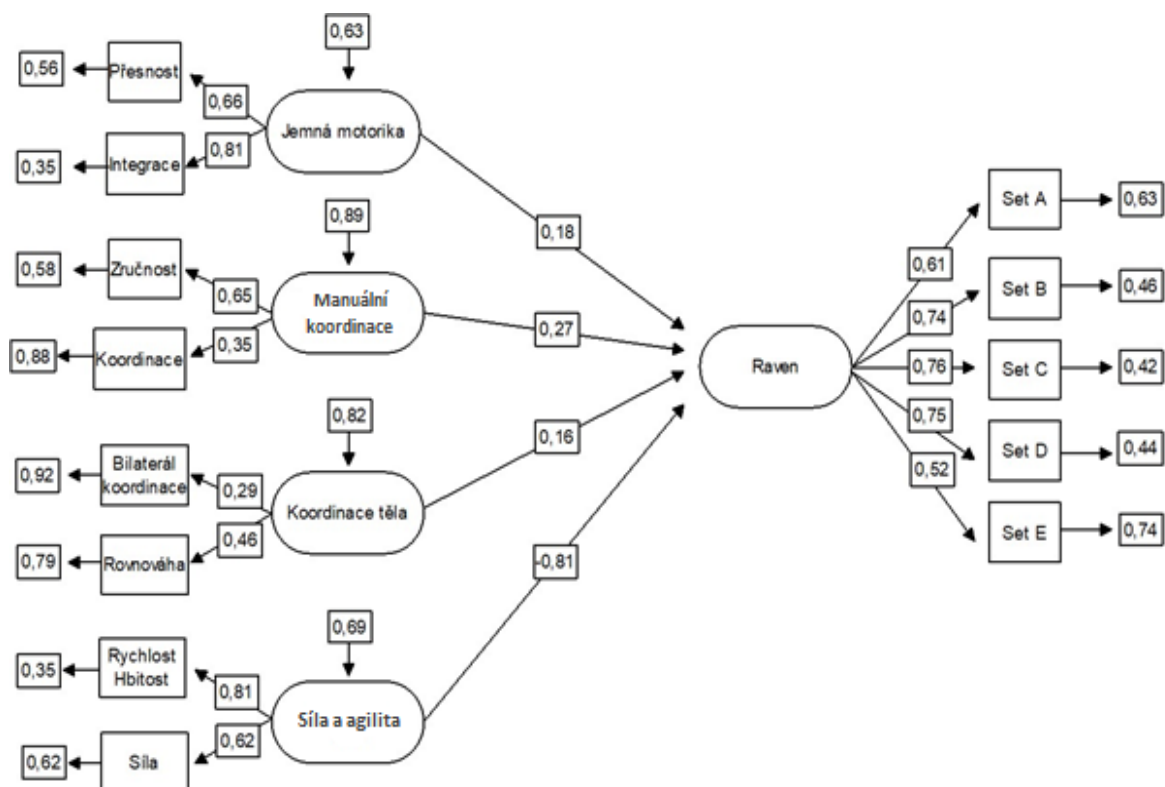 0,63
Přesnost
0,56
0,66
Jemná motorika
0,81
Integrace
0,35
0,18
0,89
Zručnost
0,58
0,65
Manuální
koordinace
0,35
Koordinace
0,88
0,27
0,82
Bilaterál
koordinace
0,92
0,29
Koordinace těla
0,46
Rovnováha
0,79
0,16
0,69
Rychlost
Hbitost
0,35
0,81
Síla a agilita
0,62
Síla
0,62
-0,81
Raven
0,61
Set A
0,63
0,74
Set B
0,46
0,76
Set C
0,42
0,75
Set D
0,44
0,52
Set E
0,74